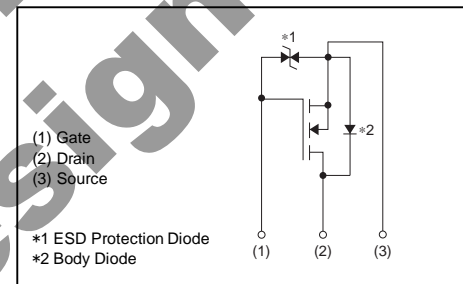 ∗1
(1) Gate
(2) Drain
(3) Source
∗2
∗1 ESD Protection Diode
∗2 Body Diode
(1) (2) (3)